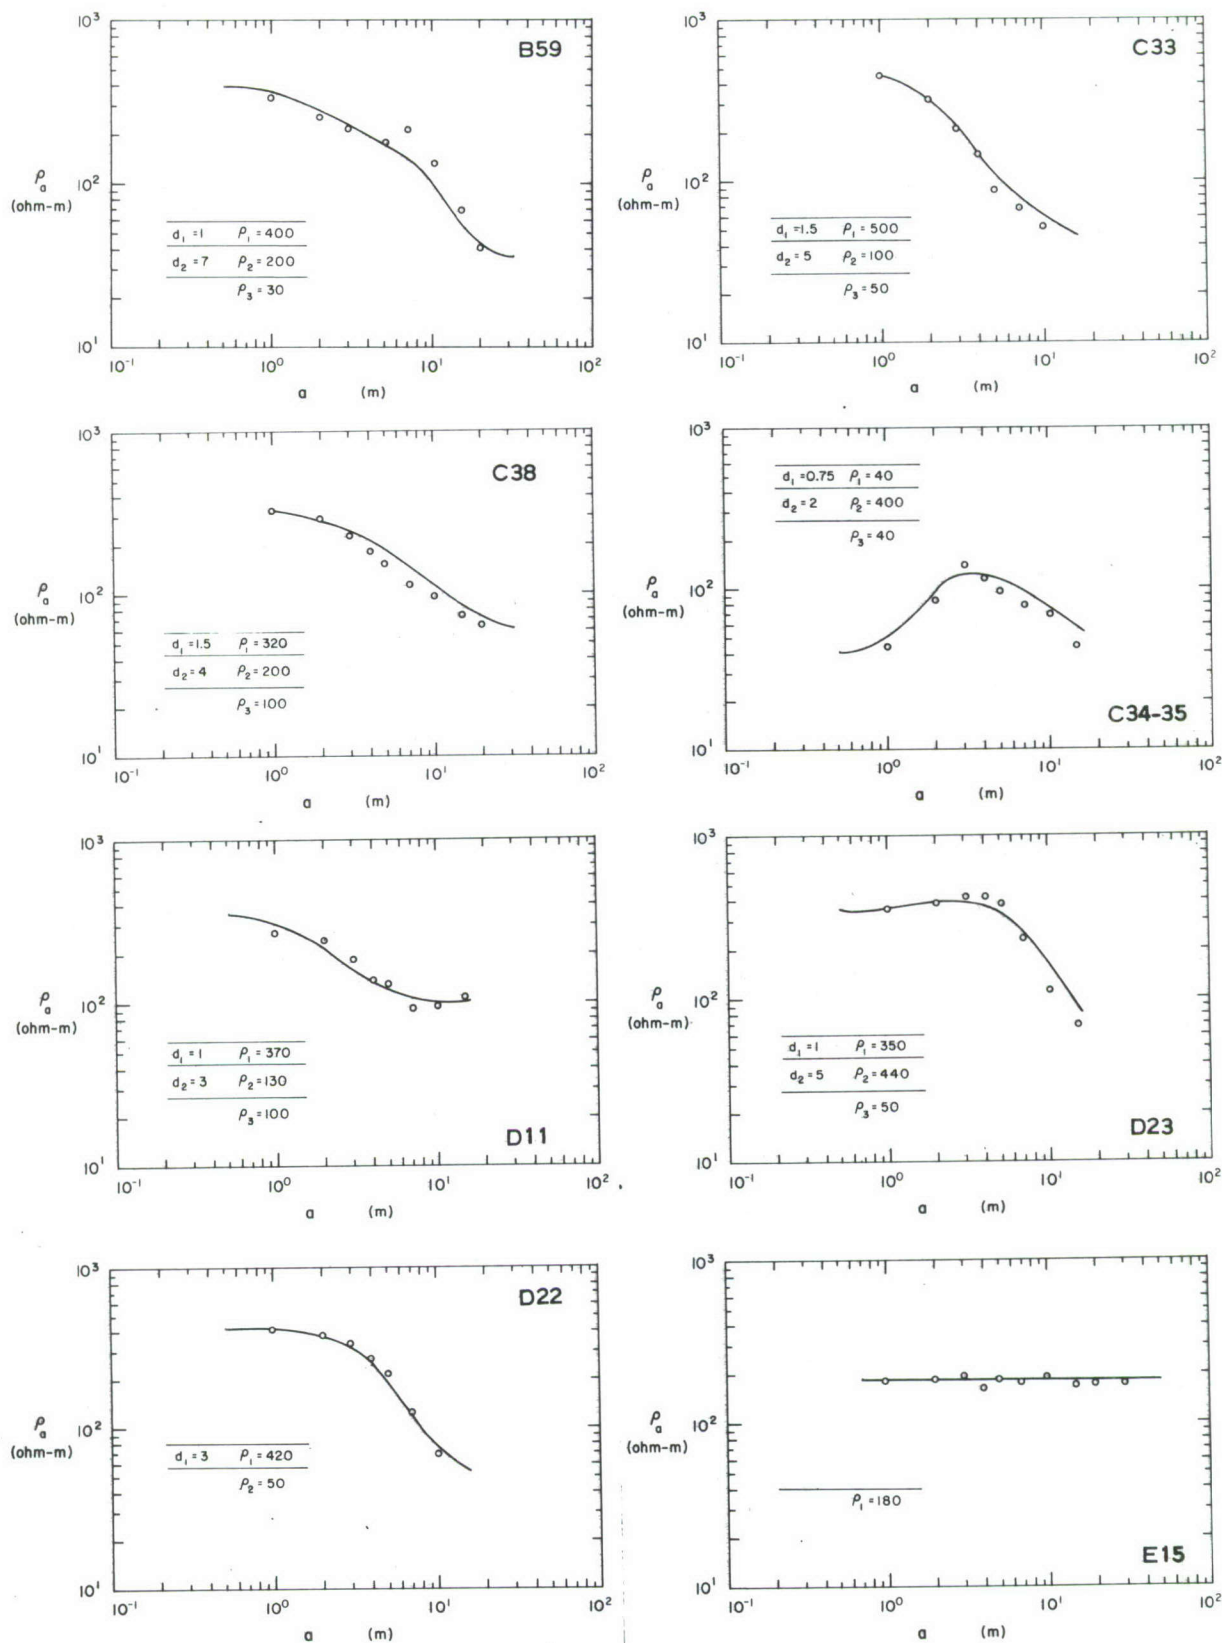 B59
10³
10²
10¹
ρₐ
(ohm-m)
d₁=1 ρ₁=400
d₂=7 ρ₂=200
ρ₃=30
10⁻¹ 10⁰ 10¹ 10²
a (m)
C33
10³
10²
10¹
ρₐ
(ohm-m)
d₁=1.5 ρ₁=500
d₂=5 ρ₂=100
ρ₃=50
10⁻¹ 10⁰ 10¹ 10²
a (m)
C38
10³
10²
10¹
ρₐ
(ohm-m)
d₁=1.5 ρ₁=320
d₂=4 ρ₂=200
ρ₃=100
10⁻¹ 10⁰ 10¹ 10²
a (m)
10³
10²
10¹
d₁=0.75 ρ₁=40
d₂=2 ρ₂=400
ρ₃=40
ρₐ
(ohm-m)
C34-35
10⁻¹ 10⁰ 10¹ 10²
a (m)
10³
10²
10¹
ρₐ
(ohm-m)
d₁=1 ρ₁=370
d₂=3 ρ₂=130
ρ₃=100
D11
10⁻¹ 10⁰ 10¹ 10²
a (m)
10³
10²
10¹
ρₐ
(ohm-m)
d₁=1 ρ₁=350
d₂=5 ρ₂=440
ρ₃=50
D23
10⁻¹ 10⁰ 10¹ 10²
a (m)
D22
10³
10²
10¹
ρₐ
(ohm-m)
d₁=3 ρ₁=420
ρ₂=50
10⁻¹ 10⁰ 10¹ 10²
a (m)
10³
10²
10¹
ρₐ
(ohm-m)
ρ₁=180
E15
10⁻¹ 10⁰ 10¹ 10²
a (m)